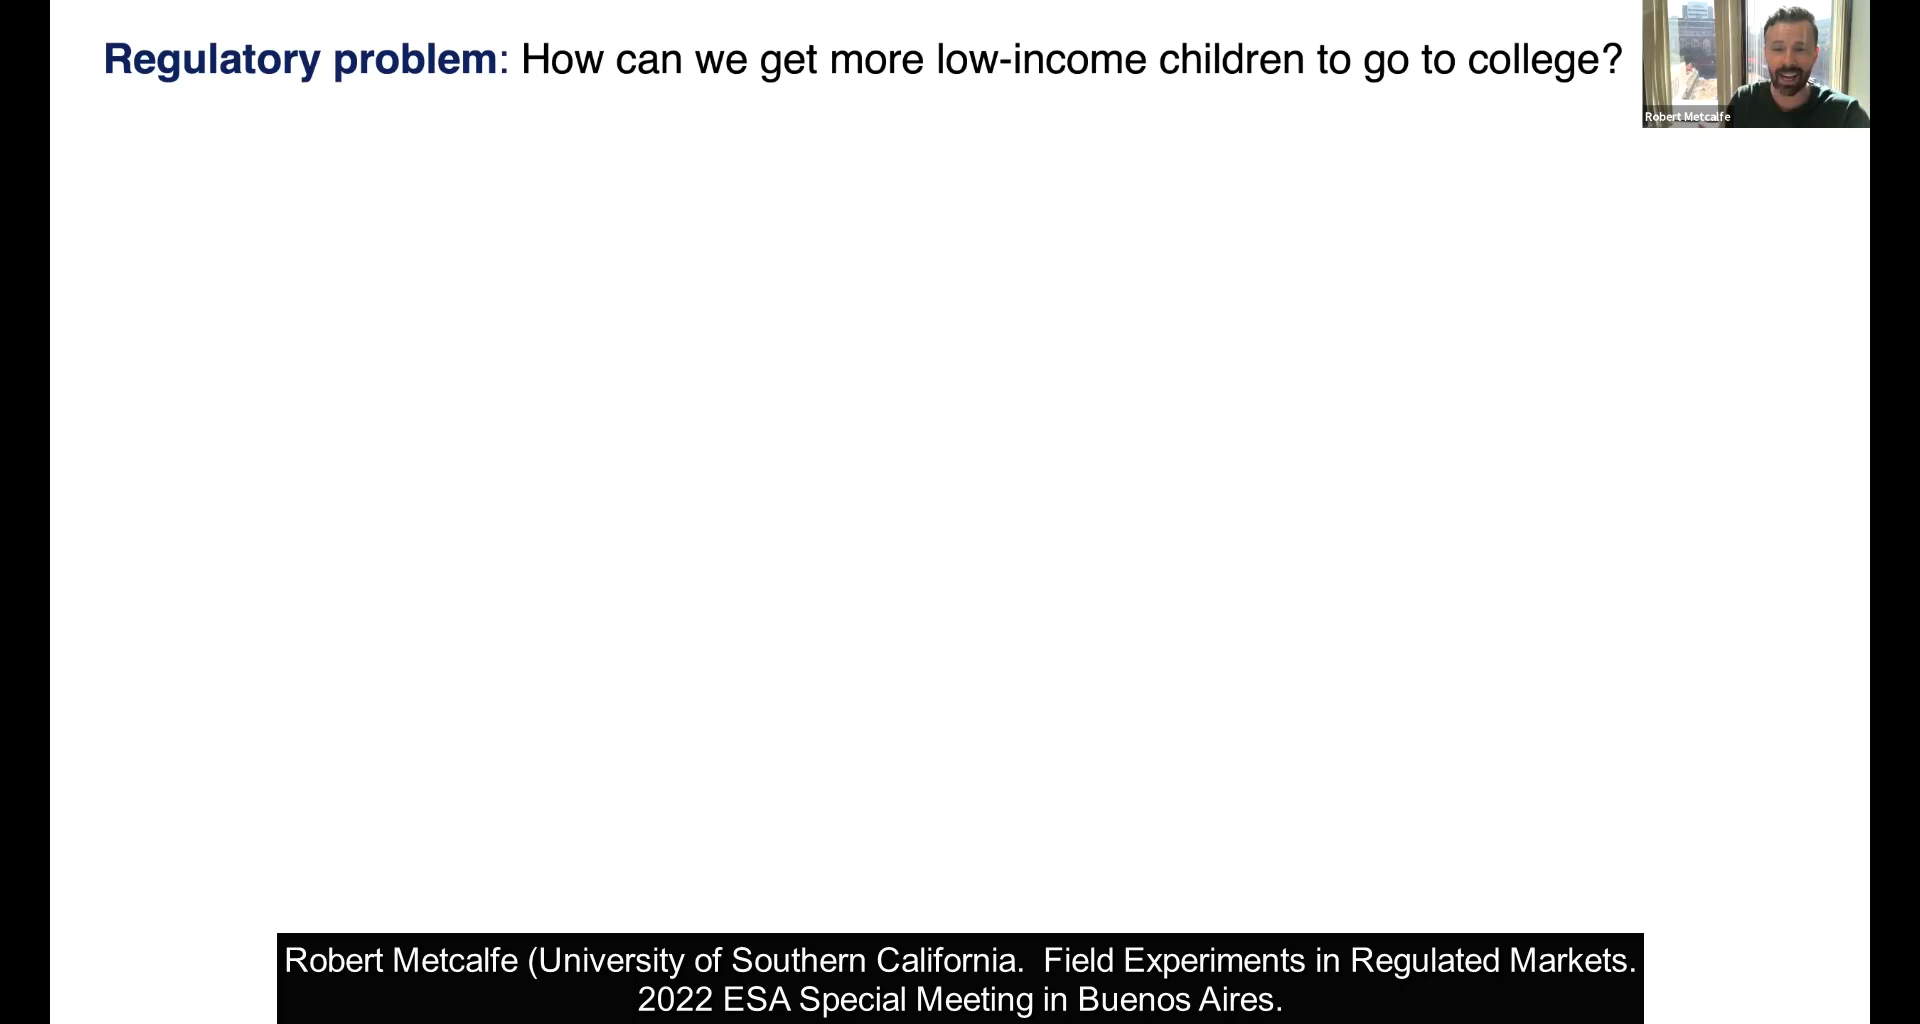 Regulatory problem: How can we get more low-income children to go to college?
Robert Metcalfe
Robert Metcalfe (University of Southern California.  Field Experiments in Regulated Markets.
2022 ESA Special Meeting in Buenos Aires.